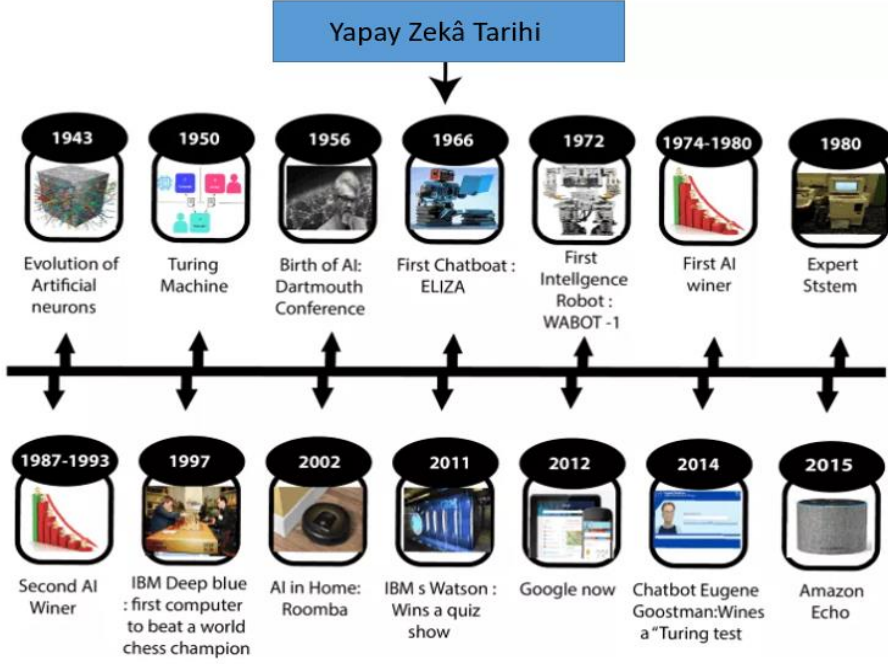 Yapay Zekâ Tarihi
1943
1950
1956
1966
1972
1974-1980
1980
Evolution of
Artificial
neurons
Turing
Machine
Birth of AI:
Dartmouth
Conference
First Chatboat :
ELIZA
First
Intellgence
Robot :
WABOT -1
First AI
winer
Expert
Ststem
1987-1993
1997
2002
2011
2012
2014
2015
Second AI
Winer
IBM Deep blue
: first computer
to beat a world
chess champion
AI in Home:
Roomba
IBM s Watson :
Wins a quiz
show
Google now
Chatbot Eugene
Goostman:Wines
a "Turing test
Amazon
Echo